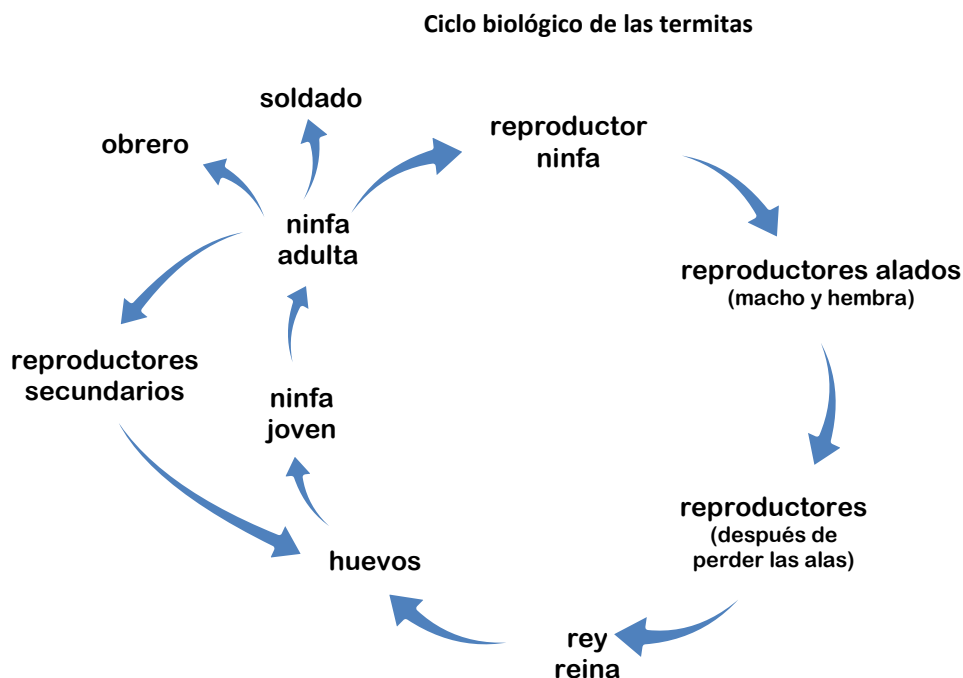 Ciclo biológico de las termitas
soldado
obrero
reproductor
ninfa
ninfa
adulta
reproductores alados
(macho y hembra)
reproductores
secundarios
ninfa
joven
reproductores
(después de
perder las alas)
huevos
rey
reina